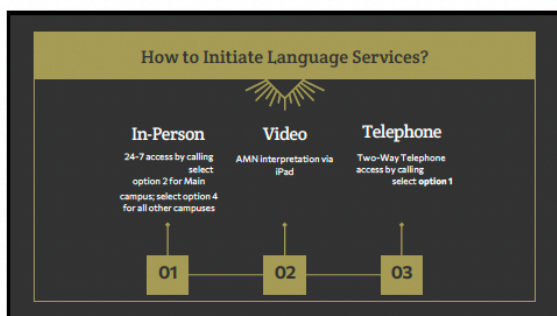 How to Initiate Language Services?
In-Person
24-7 access by calling
select
option 2 for Main
campus; select option 4
for all other campuses
Video
AMN interpretation via
iPad
Telephone
Two-Way Telephone
access by calling
select option 1
01
02
03